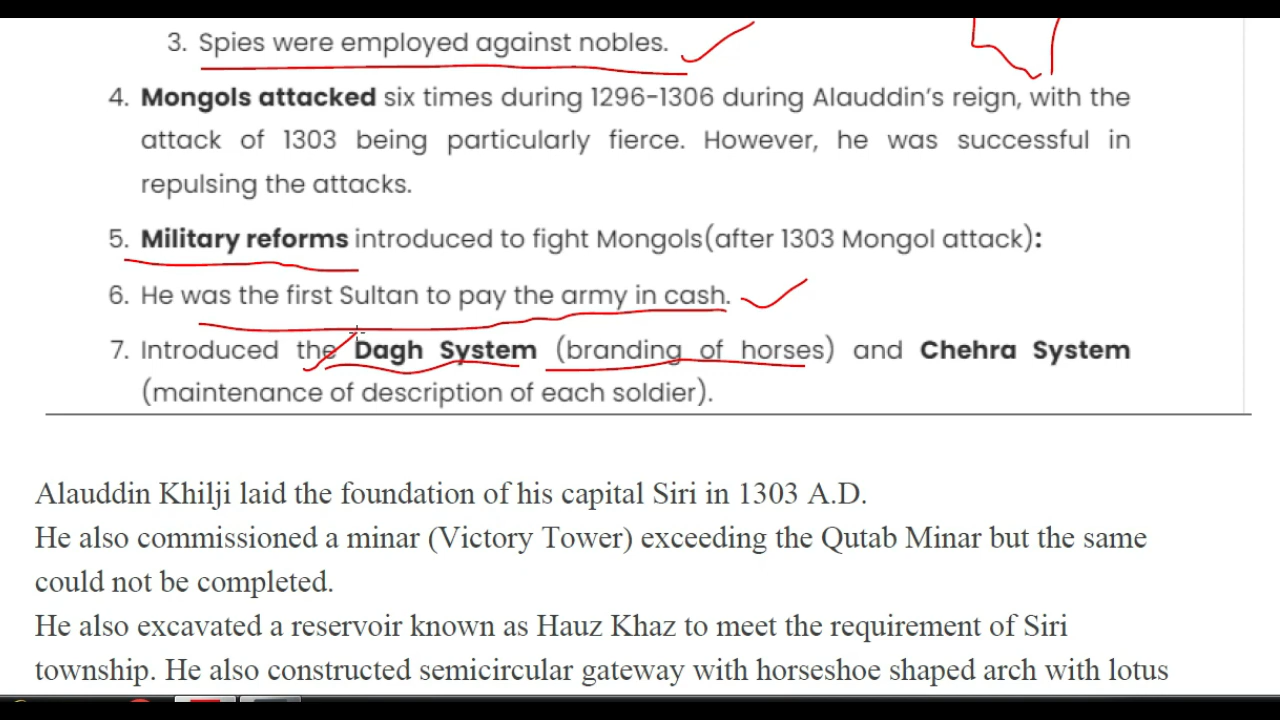 3. Spies were employed against nobles.
4. Mongols attacked six times during 1296-1306 during Alauddin's reign, with the
attack of 1303 being particularly fierce. However, he was successful in
repulsing the attacks.
5. Military reforms introduced to fight Mongols(after 1303 Mongol attack):
6. He was the first Sultan to pay the army in cash.
7. Introduced the Dagh System (branding of horses) and Chehra System
(maintenance of description of each soldier).
Alauddin Khilji laid the foundation of his capital Siri in 1303 A.D.
He also commissioned a minar (Victory Tower) exceeding the Qutab Minar but the same
could not be completed.
He also excavated a reservoir known as Hauz Khaz to meet the requirement of Siri
township. He also constructed semicircular gateway with horseshoe shaped arch with lotus